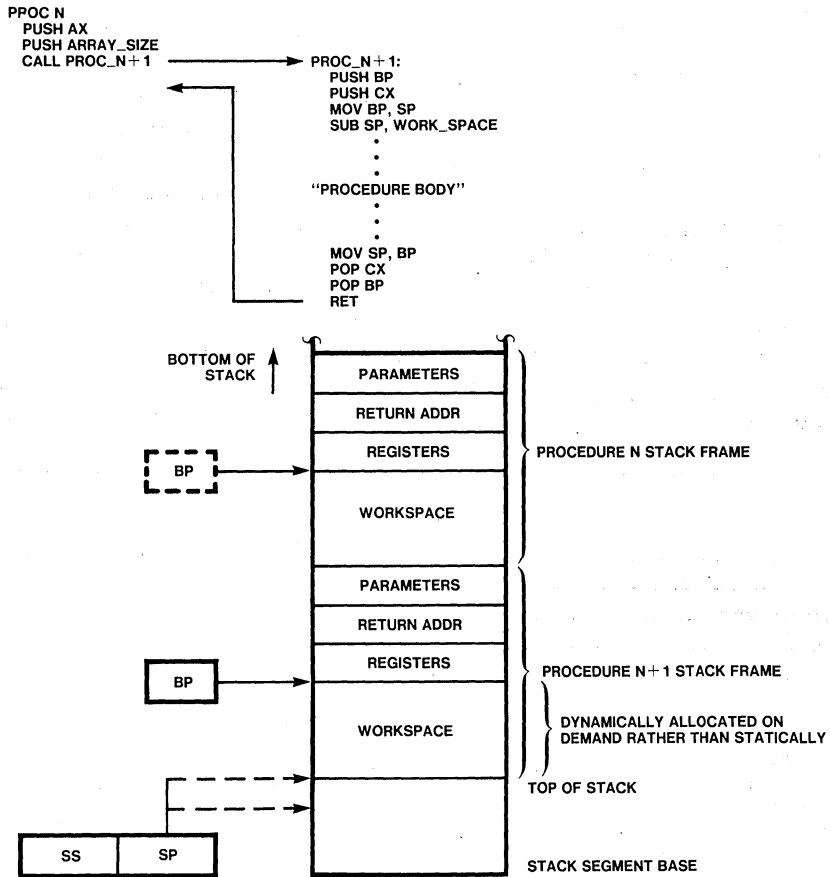 PPOC N
PUSH AX
PUSH ARRAY_SIZE
CALL PROC_N+1
PROC_N+1:
PUSH BP
PUSH CX
MOV BP, SP
SUB SP, WORK_SPACE
"PROCEDURE BODY"
MOV SP, BP
POP CX
POP BP
RET
BOTTOM OF
STACK
PARAMETERS
RETURN ADDR
REGISTERS
PROCEDURE N STACK FRAME
BP
WORKSPACE
PARAMETERS
RETURN ADDR
REGISTERS
PROCEDURE N+1 STACK FRAME
BP
WORKSPACE
DYNAMICALLY ALLOCATED ON
DEMAND RATHER THAN STATICALLY
TOP OF STACK
SS
SP
STACK SEGMENT BASE